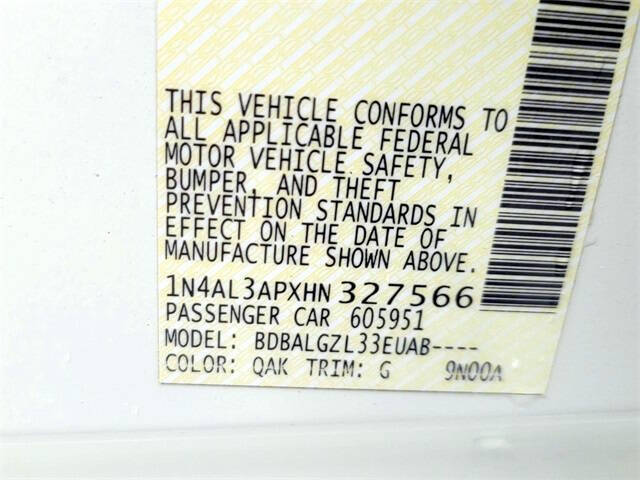 THIS VEHICLE CONFORMS TO
ALL APPLICABLE FEDERAL
MOTOR VEHICLE SAFETY,
BUMPER, AND THEFT
PREVENTION STANDARDS IN
EFFECT ON THE DATE OF
MANUFACTURE SHOWN ABOVE.
1N4AL3APXHN 327566
PASSENGER CAR 605951
MODEL: BDBALGZL33EUAB----
COLOR: QAK TRIM: G 9N00A